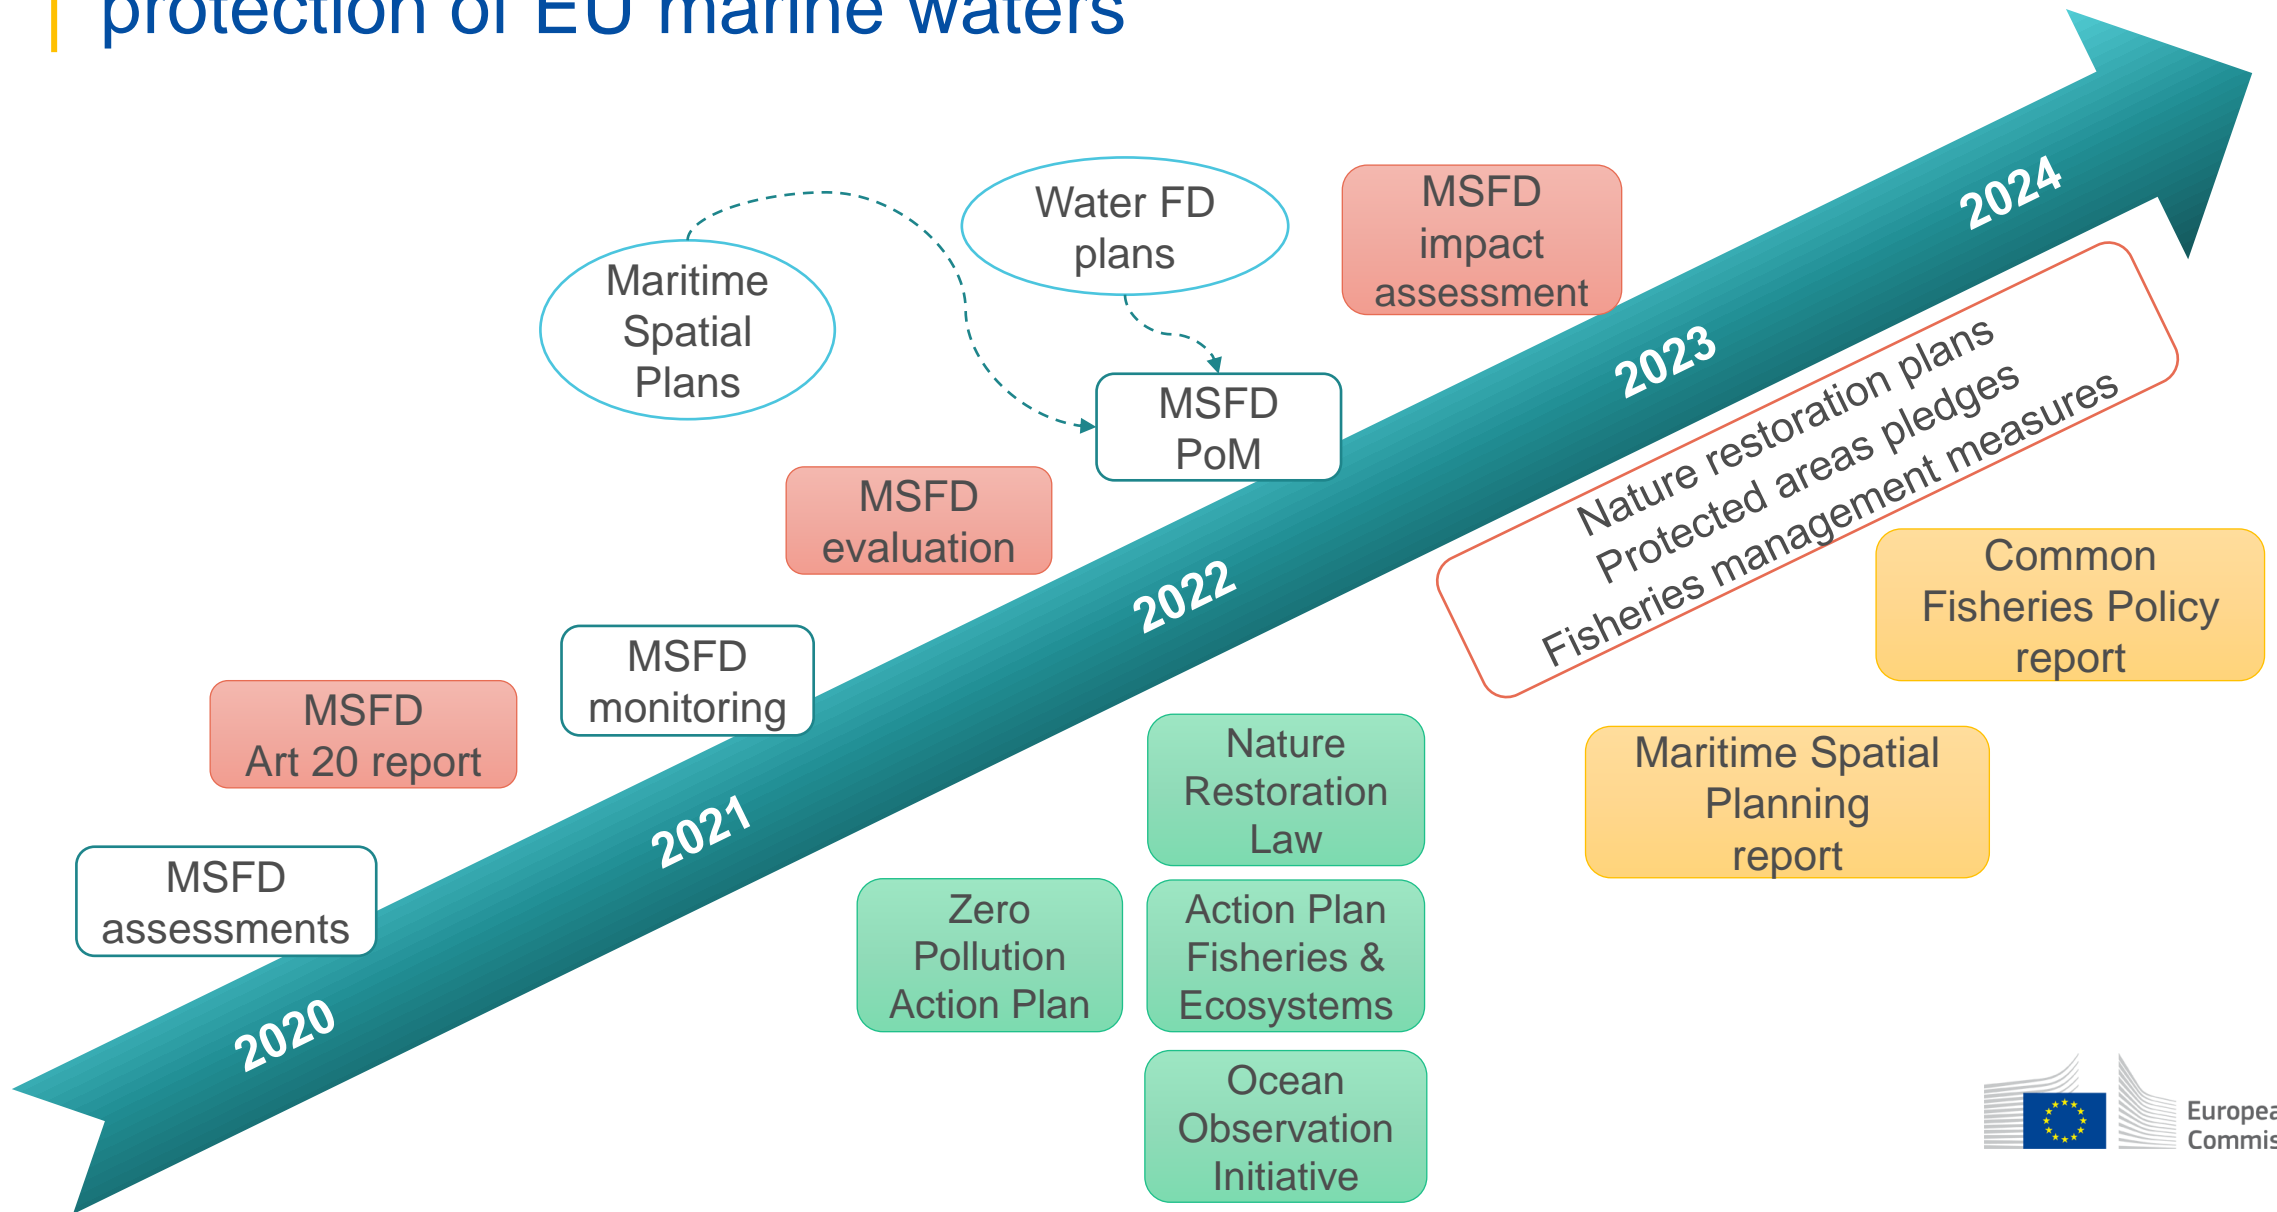 protection of EU marine waters
Water FD
plans
MSFD
impact
assessment
2024
Maritime
Spatial
Plans
MSFD
PoM
2023
Nature restoration plans
Protected areas pledges
Fisheries management measures
MSFD
evaluation
2022
Common
Fisheries Policy
report
MSFD
monitoring
MSFD
Art 20 report
2021
Nature
Restoration
Law
Maritime Spatial
Planning
report
MSFD
assessments
Zero
Pollution
Action Plan
Action Plan
Fisheries &
Ecosystems
2020
Ocean
Observation
Initiative
Europea
Commis